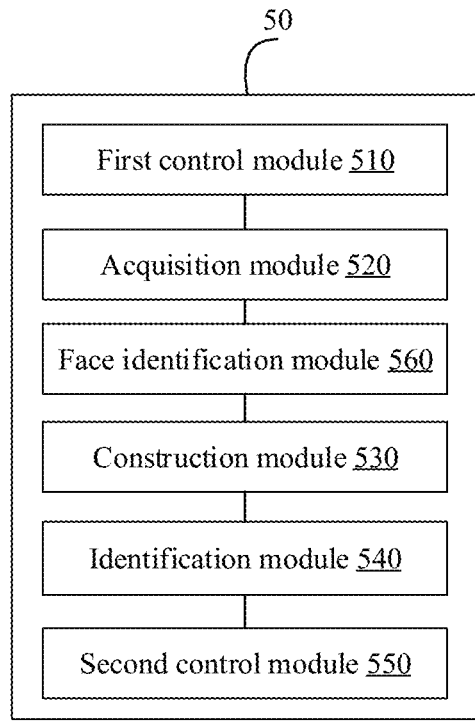 50
First control module 510
Acquisition module 520
Face identification module 560
Construction module 530
Identification module 540
Second control module 550